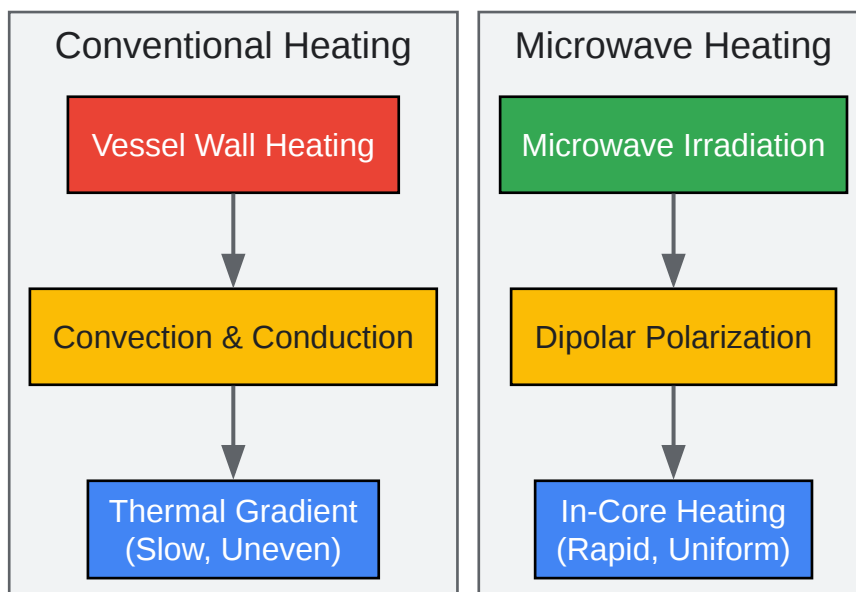 Conventional Heating
Vessel Wall Heating
Convection & Conduction
Thermal Gradient
(Slow, Uneven)
Microwave Heating
Microwave Irradiation
Dipolar Polarization
In-Core Heating
(Rapid, Uniform)